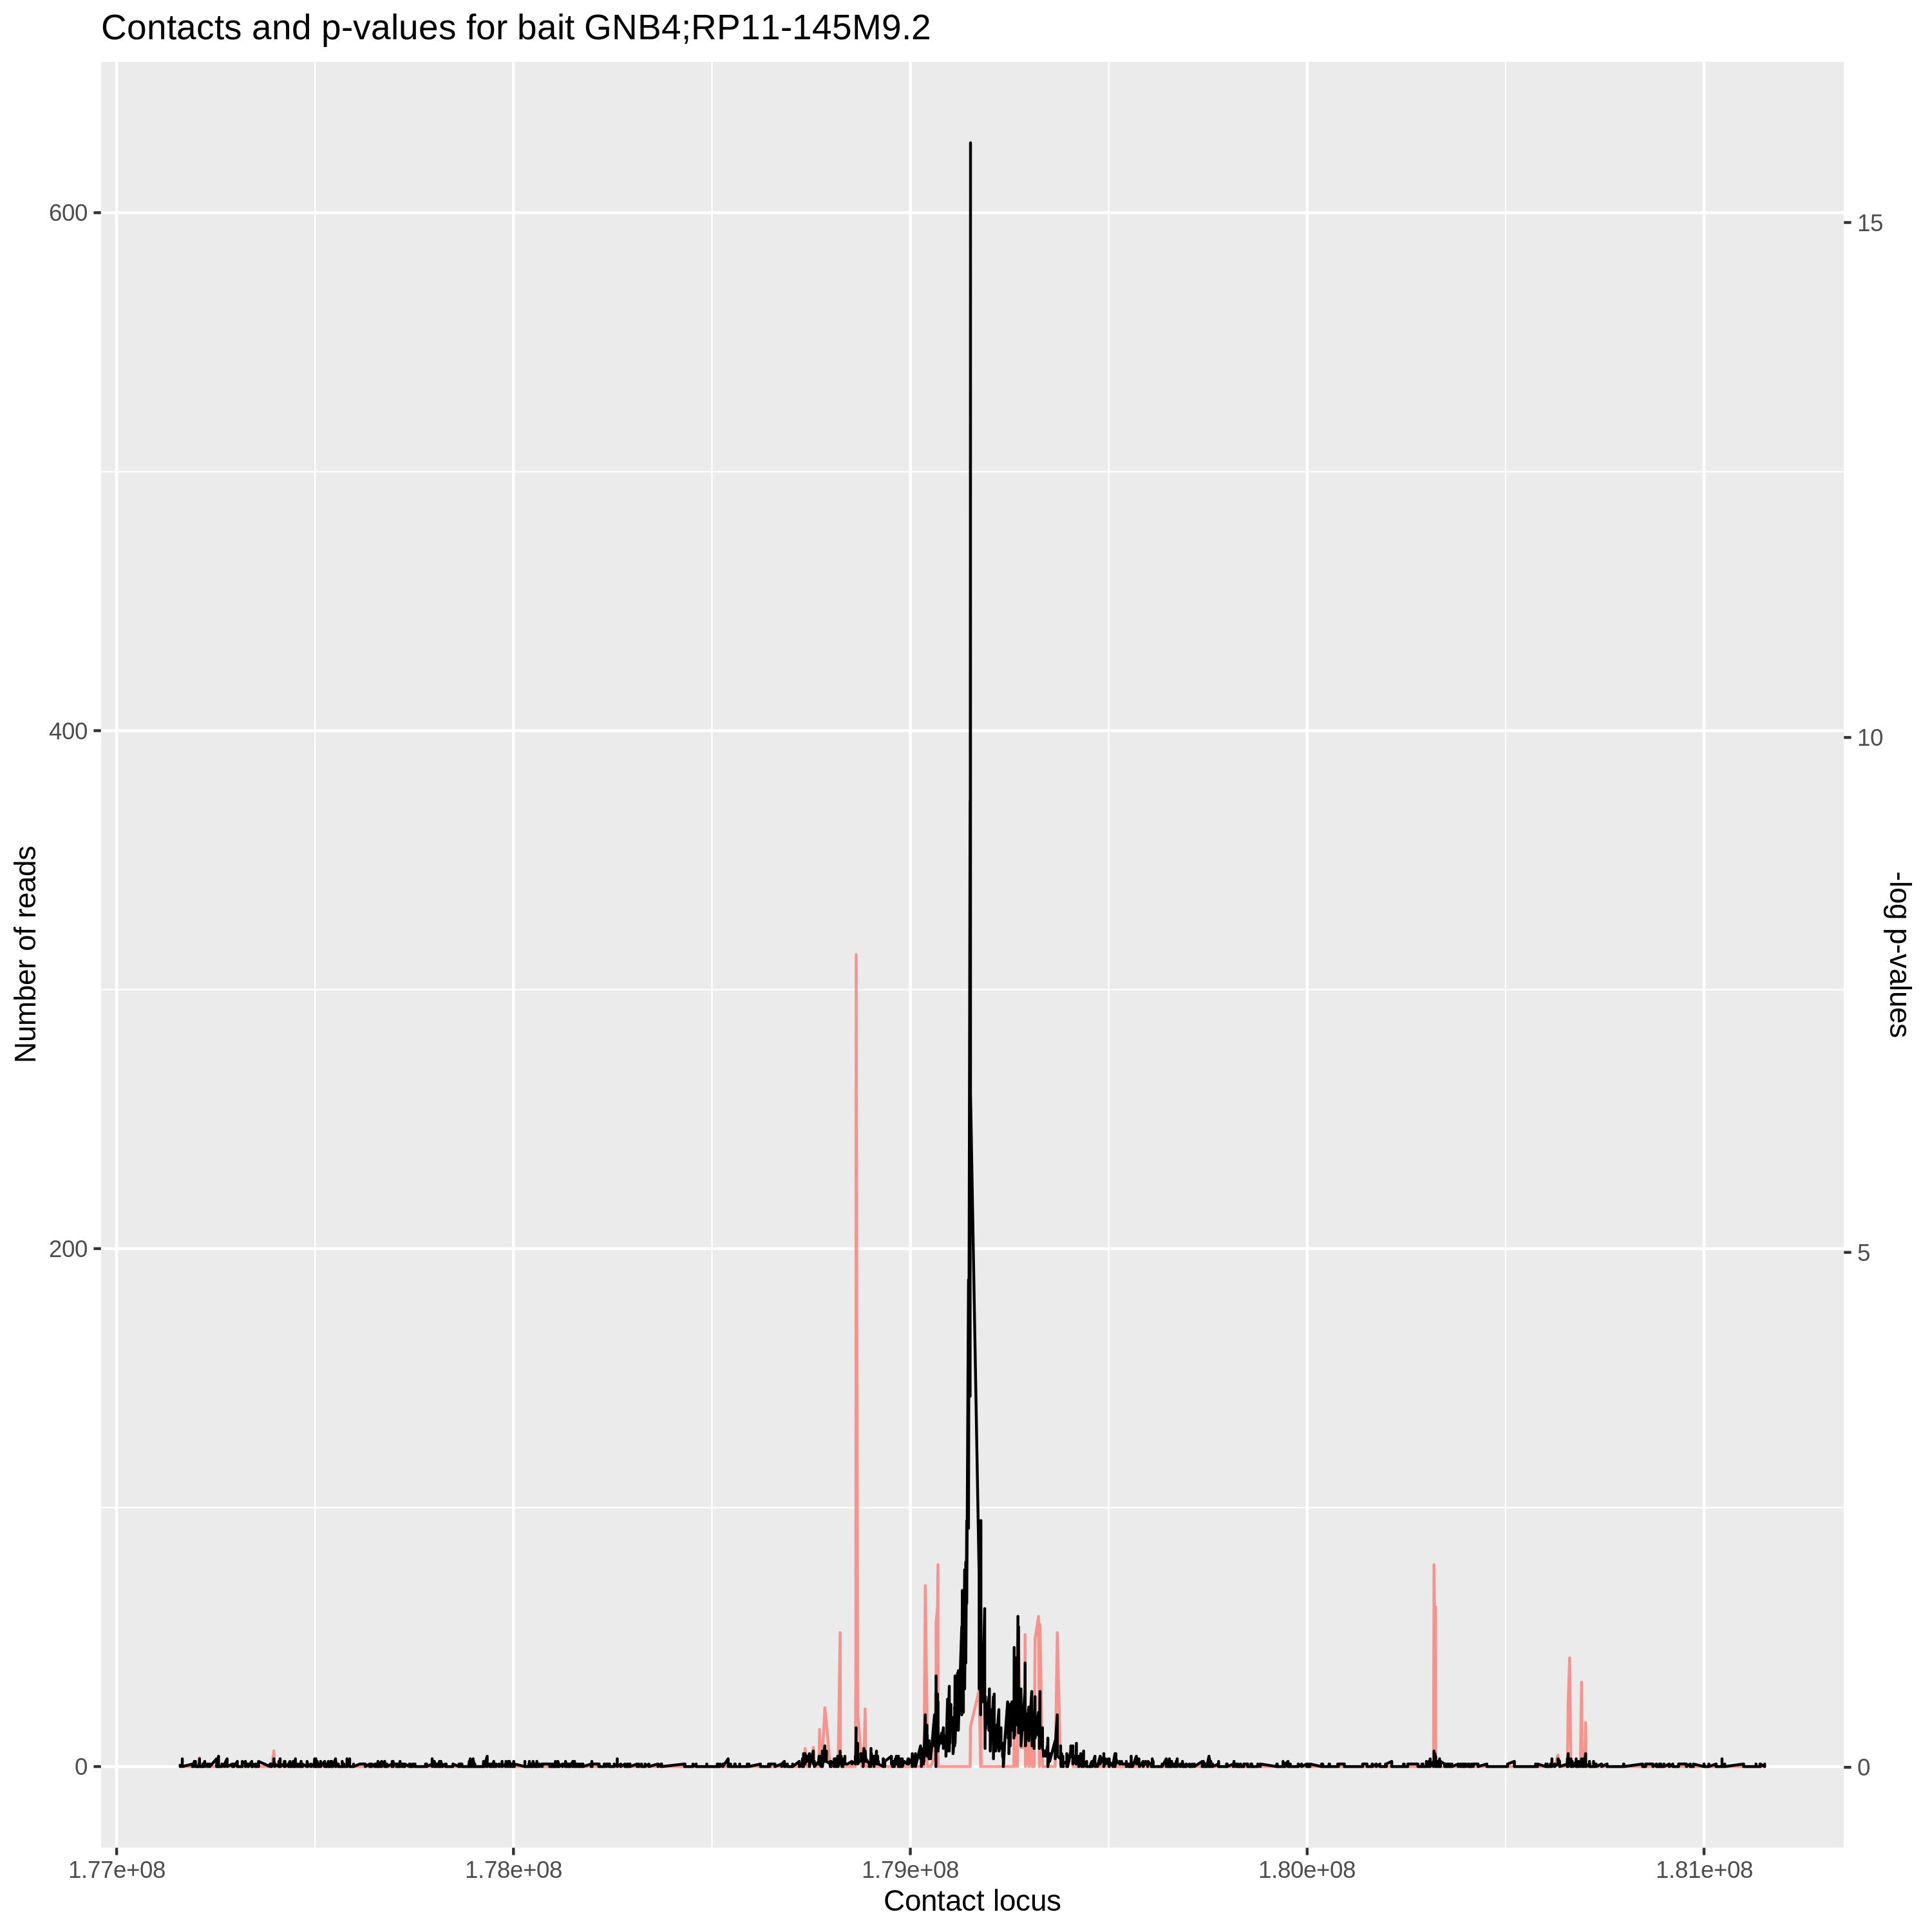 Contacts and p-values for bait GNB4;RP11-145M9.2
600
400
200
0
Number of reads
15
10
5
0
-log p-values
1.77e+08
1.78e+08
1.79e+08
1.80e+08
1.81e+08
Contact locus